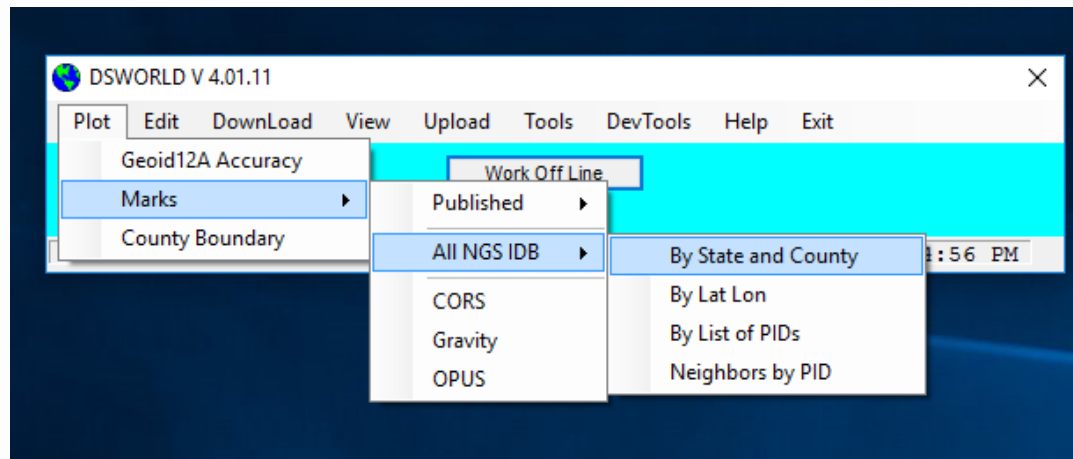 DSWORLD V 4.01.11
Plot Edit DownLoad View Upload Tools DevTools Help Exit
Geoid12A Accuracy
Marks
County Boundary
Work Off Line
Published
All NGS IDB
CORS
Gravity
OPUS
By State and County
By Lat Lon
By List of PIDs
Neighbors by PID
:56 PM